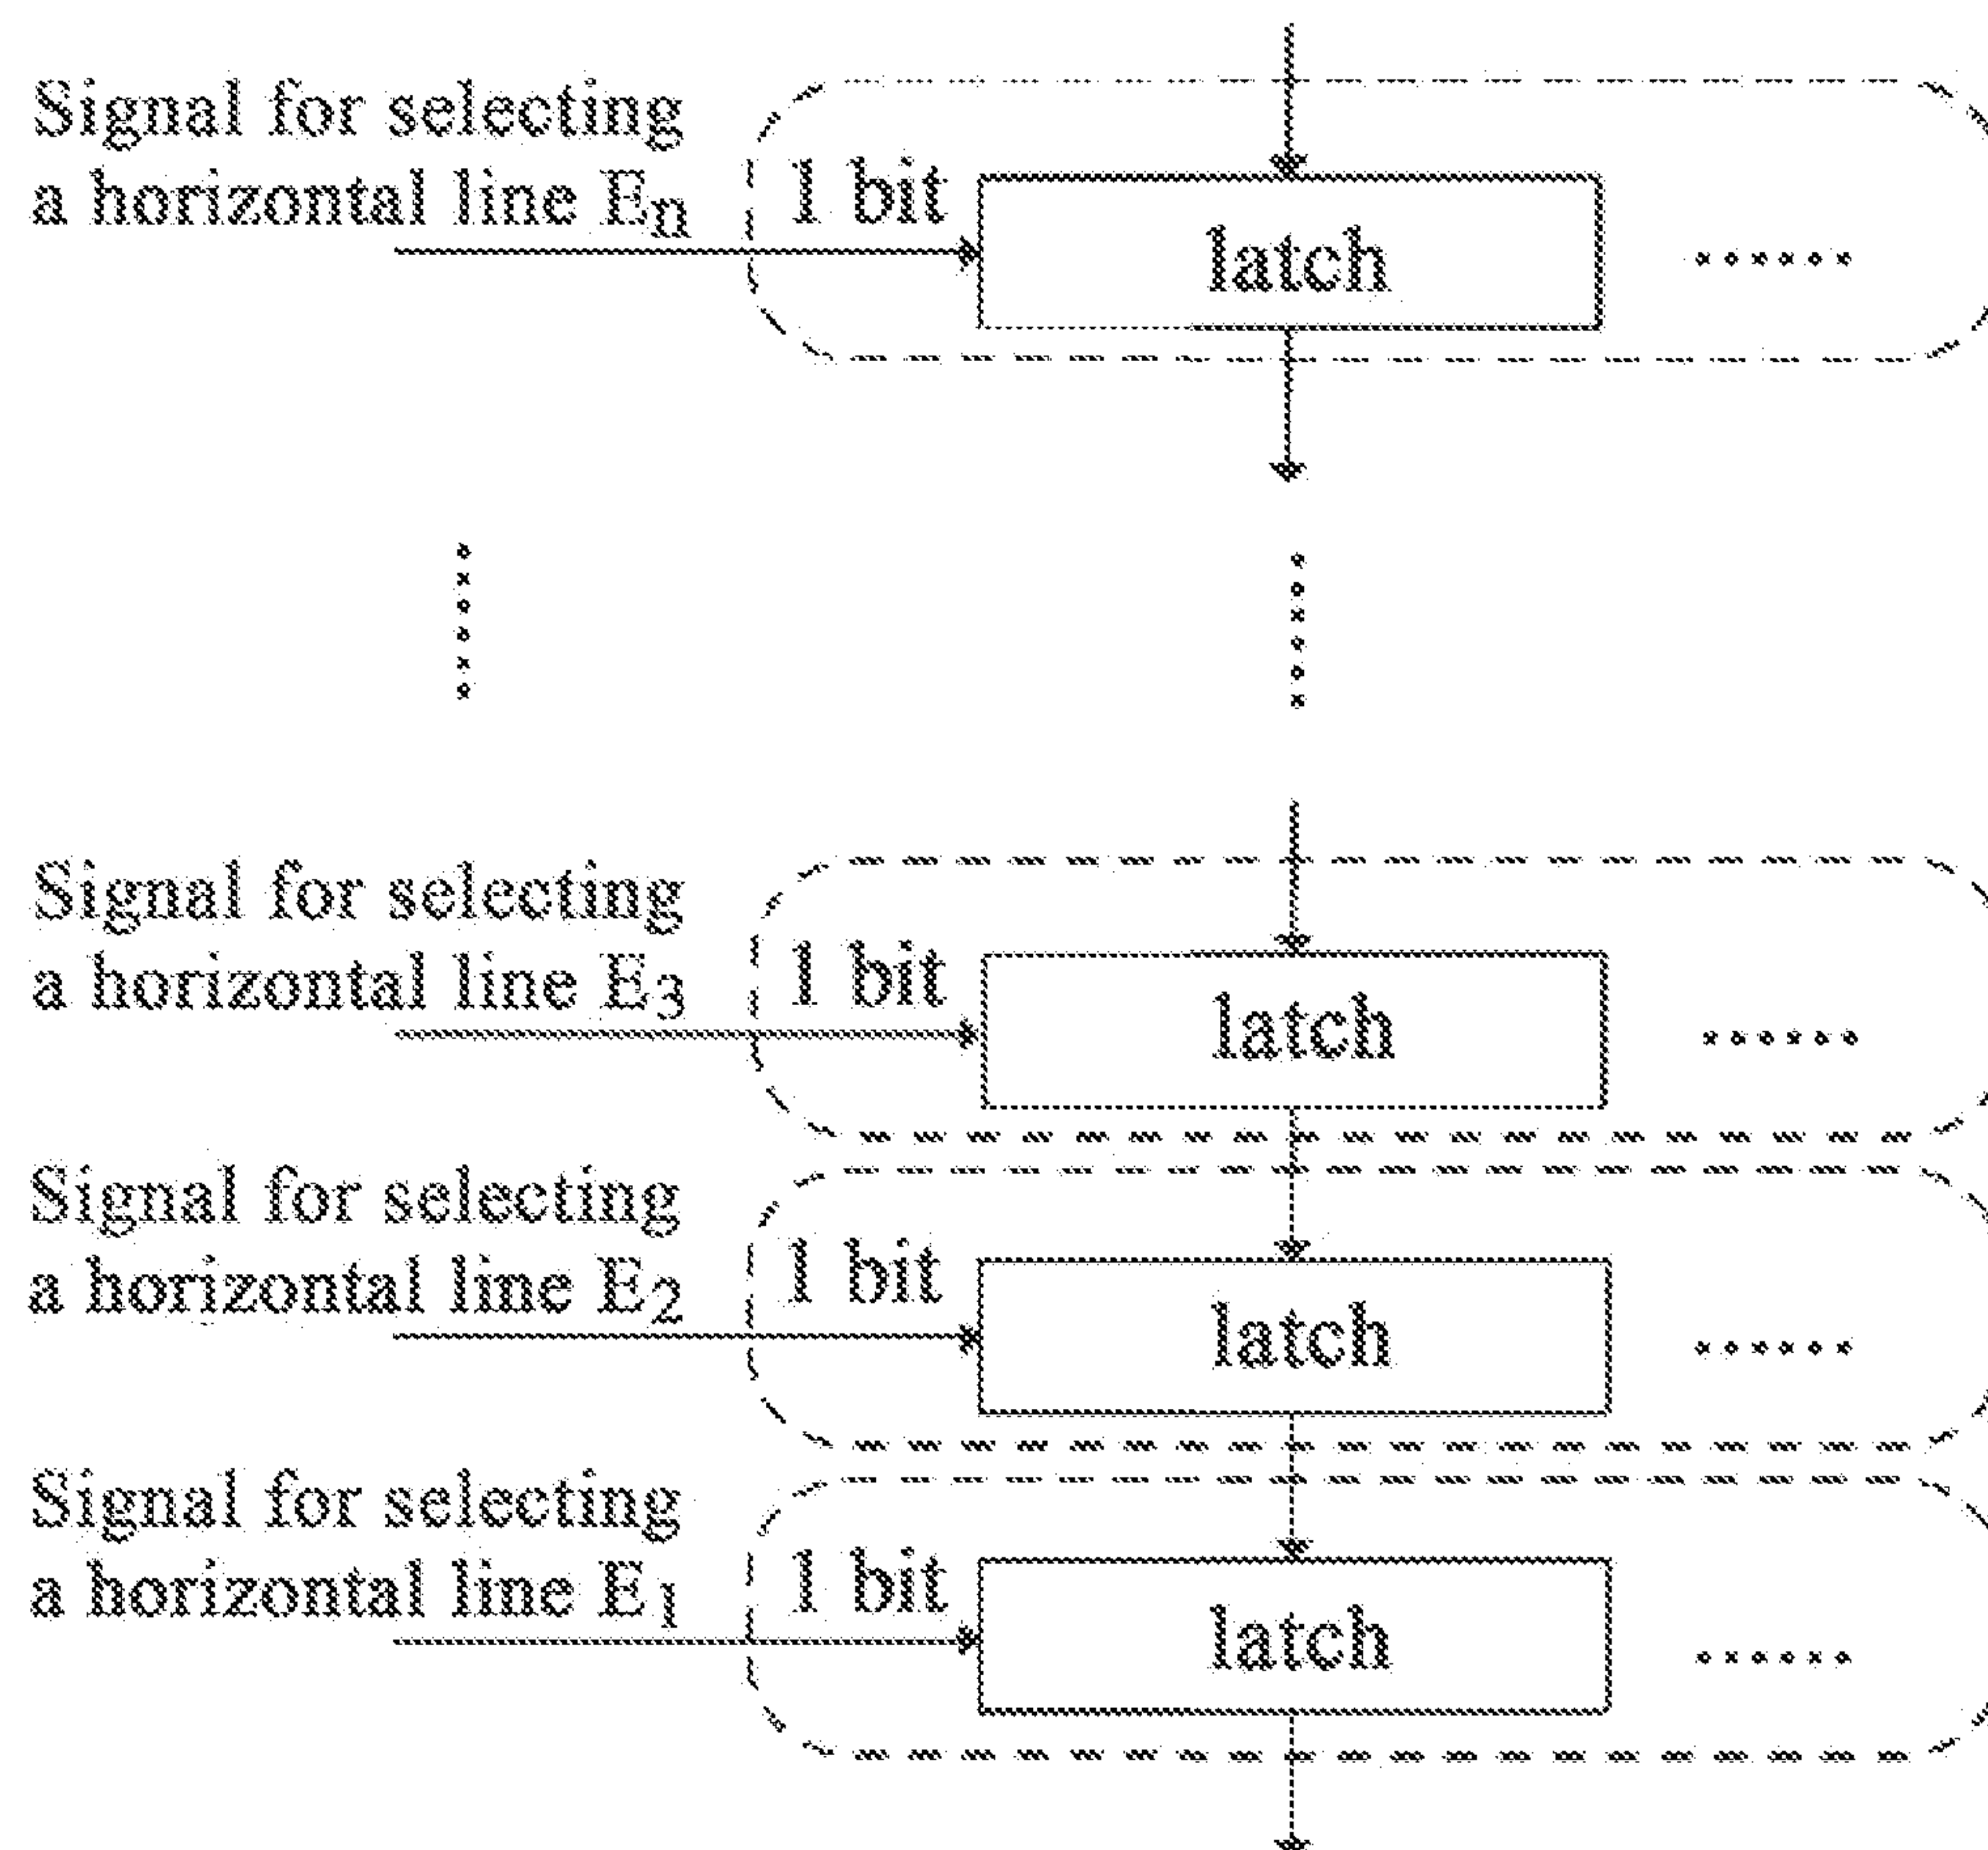 Signal for selecting
a horizontal line En
1 bit
latch
......
Signal for selecting
a horizontal line E3
1 bit
latch
......
Signal for selecting
a horizontal line E2
1 bit
latch
......
Signal for selecting
a horizontal line E1
1 bit
latch
......